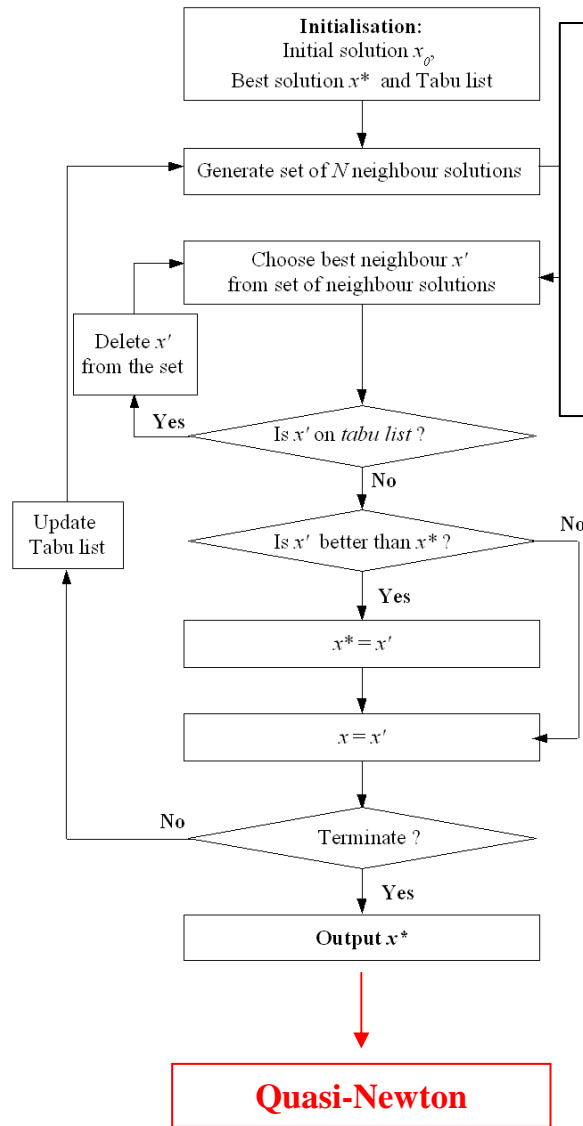 Initialisation:
Initial solution x₀,
Best solution x* and Tabu list
Generate set of N neighbour solutions
Choose best neighbour x'
from set of neighbour solutions
Delete x'
from the set
Yes
Is x' on tabu list ?
No
Update
Tabu list
Is x' better than x* ?
No
Yes
x* = x'
x = x'
No
Terminate ?
Yes
Output x*
Quasi-Newton